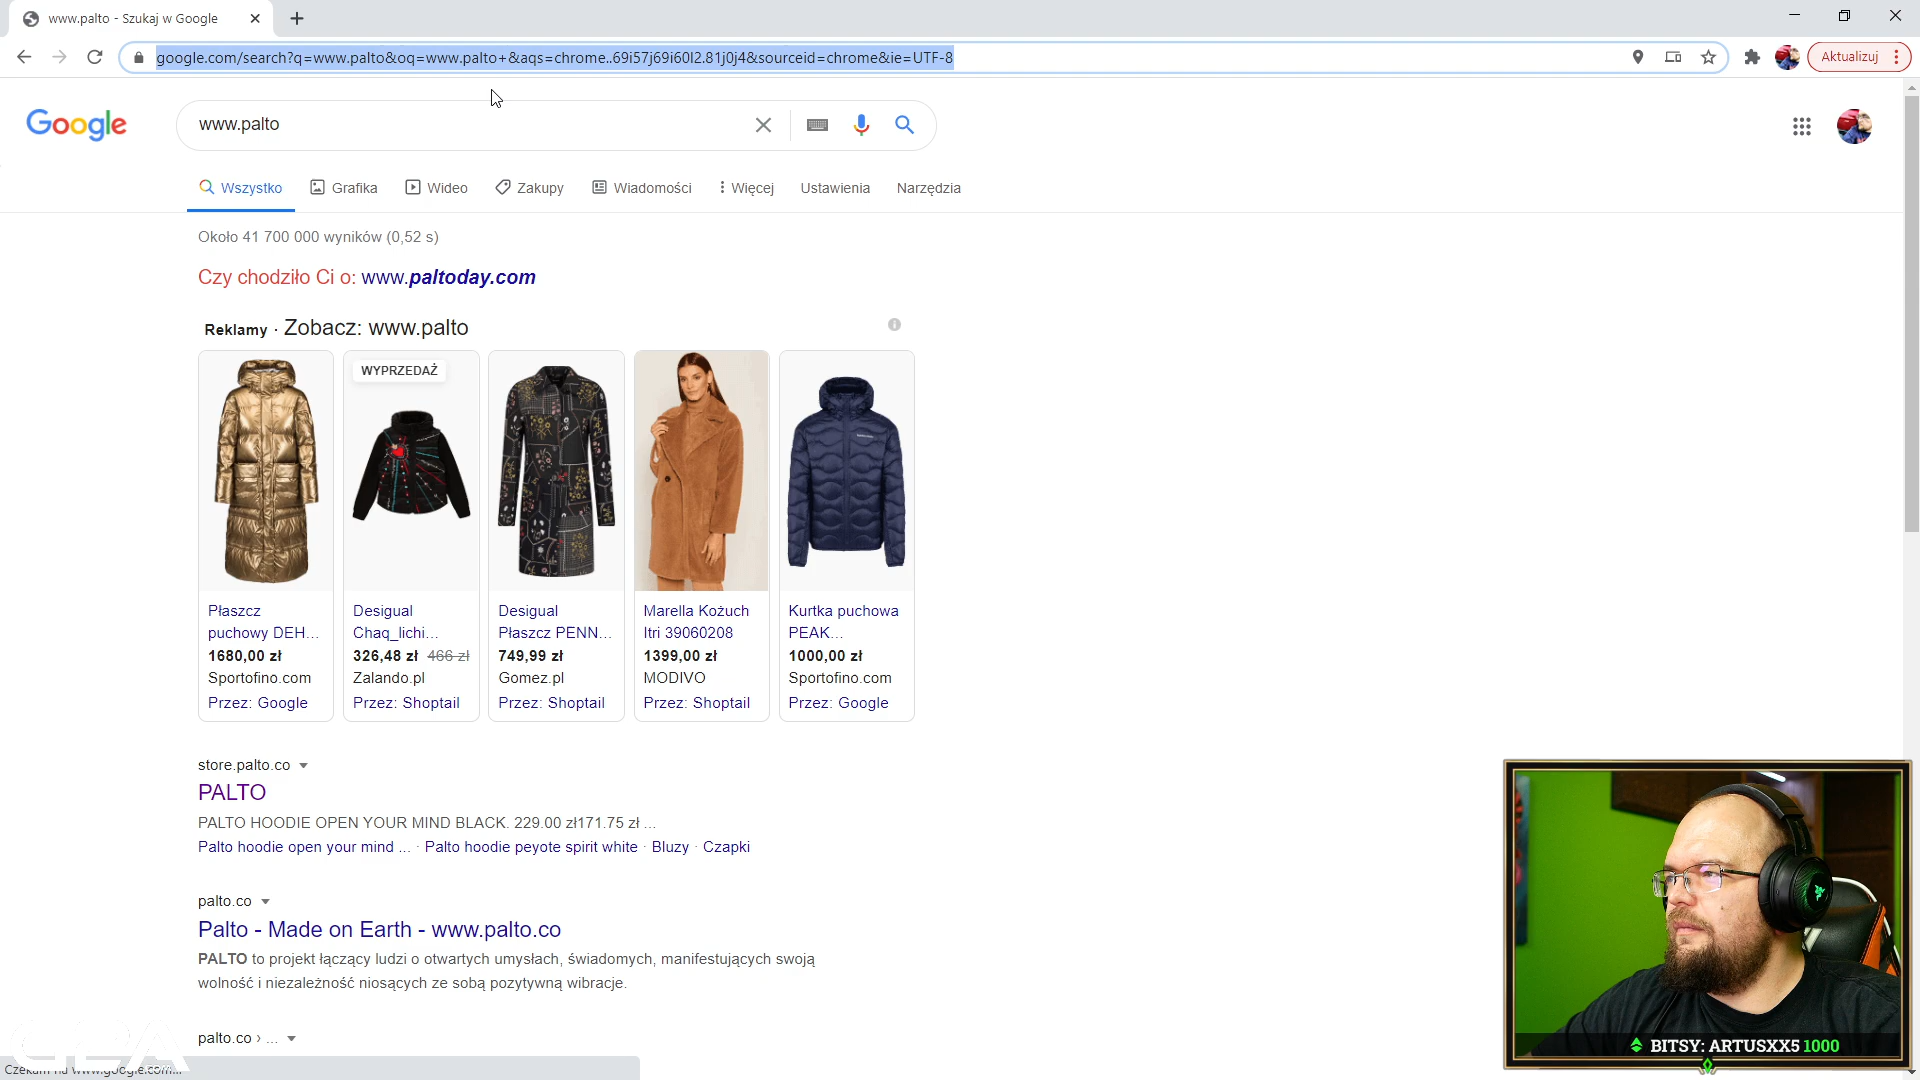 www.palto - Szukaj w Google
google.com/search?q=www.palto&oq=www.palto+&aqs=chrome..69i57j69i60l2.81j0j4&sourceid=chrome&ie=UTF-8
Aktualizuj
Google
www.palto
Wszystko
Grafika
Wideo
Zakupy
Wiadomości
Więcej
Ustawienia
Narzędzia
Około 41 700 000 wyników (0,52 s)
Czy chodziło Ci o: www.paltoday.com
Reklamy · Zobacz: www.palto
WYPRZEDAŻ
Płaszcz
puchowy DEH...
1680,00 zł
Sportofino.com
Przez: Google
Desigual
Chaq_lichi...
326,48 zł 466 zł
Zalando.pl
Przez: Shoptail
Desigual
Płaszcz PENN...
749,99 zł
Gomez.pl
Przez: Shoptail
Marella Kożuch
Itri 39060208
1399,00 zł
MODIVO
Przez: Shoptail
Kurtka puchowa
PEAK...
1000,00 zł
Sportofino.com
Przez: Google
store.palto.co
PALTO
PALTO HOODIE OPEN YOUR MIND BLACK. 229.00 zł171.75 zł ...
Palto hoodie open your mind ... · Palto hoodie peyote spirit white · Bluzy · Czapki
palto.co
Palto - Made on Earth - www.palto.co
PALTO to projekt łączący ludzi o otwartych umysłach, świadomych, manifestujących swoją
wolność i niezależność niosących ze sobą pozytywną wibracje.
palto.co › ...
Czekam na www.google.com...
BITSY: ARTUSXX5 1000